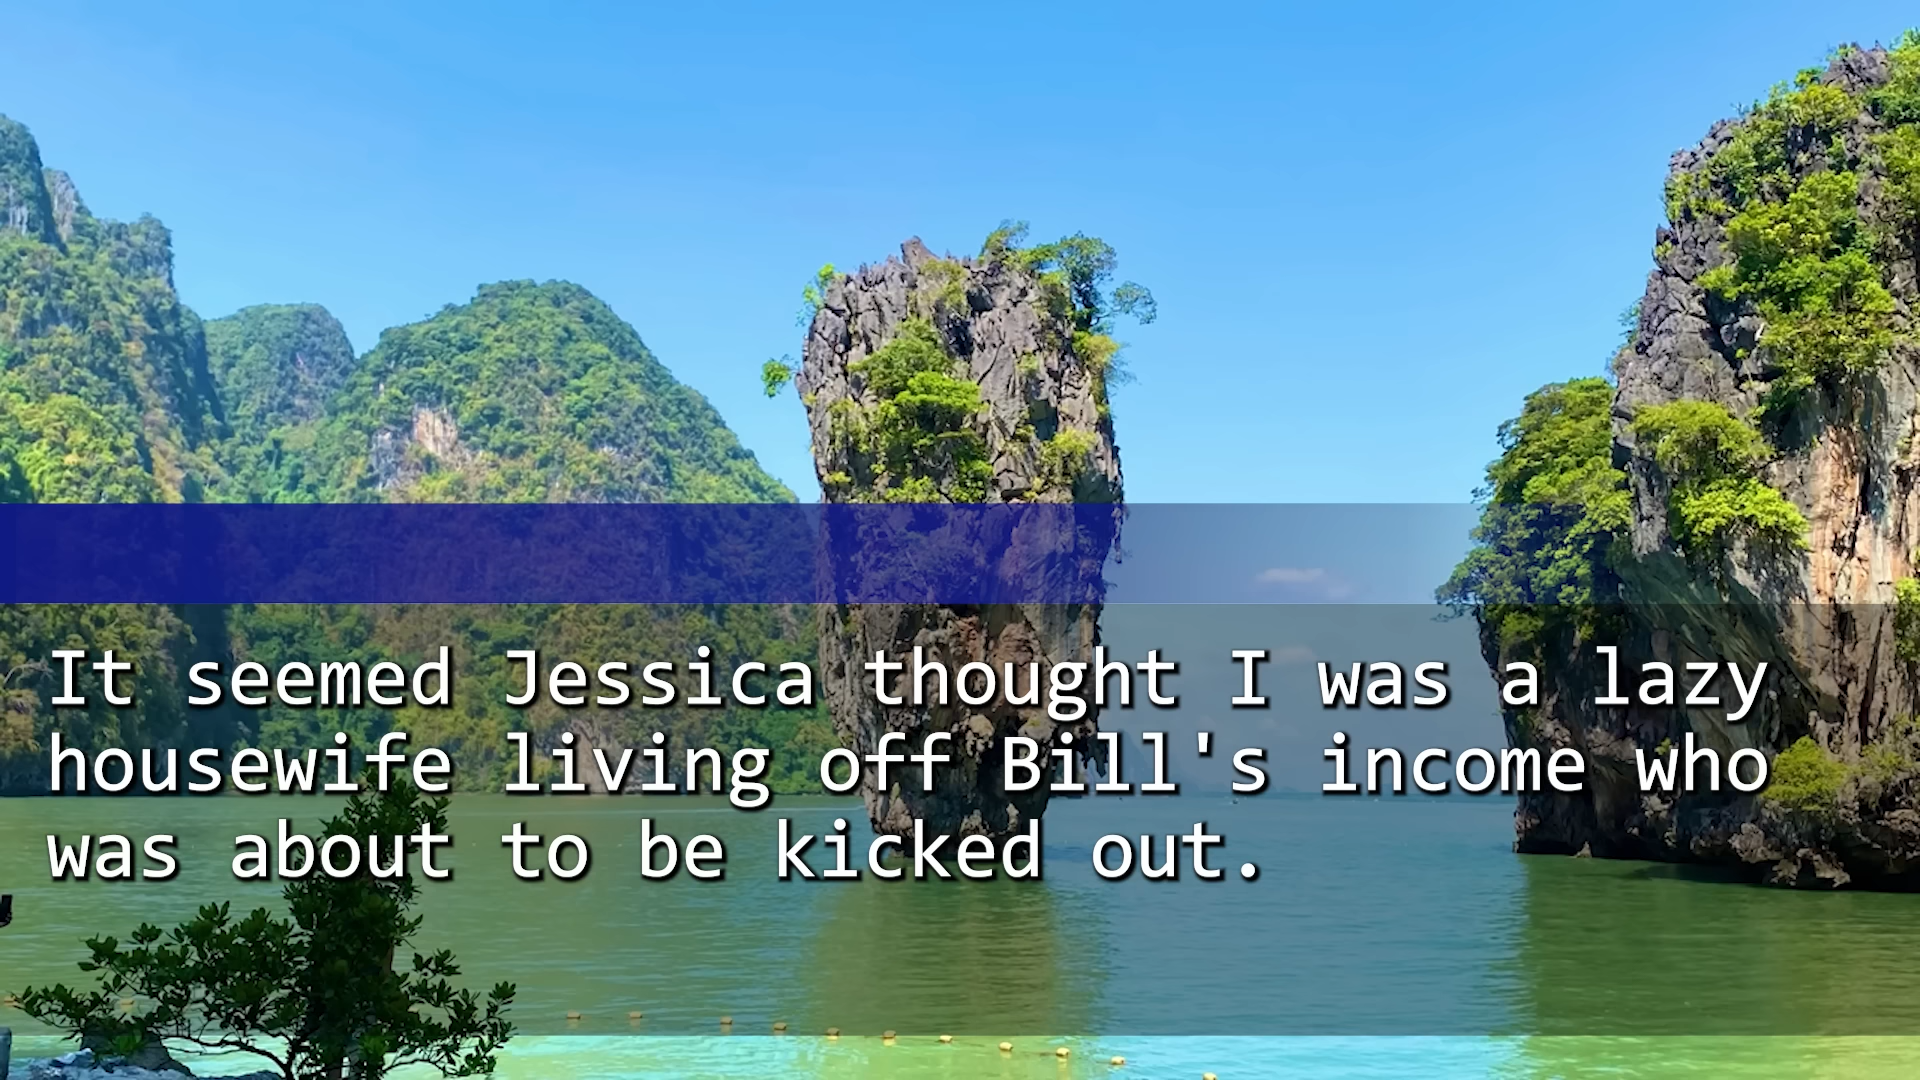 It seemed Jessica thought I was a lazy
housewife living off Bill's income who
was about to be kicked out.